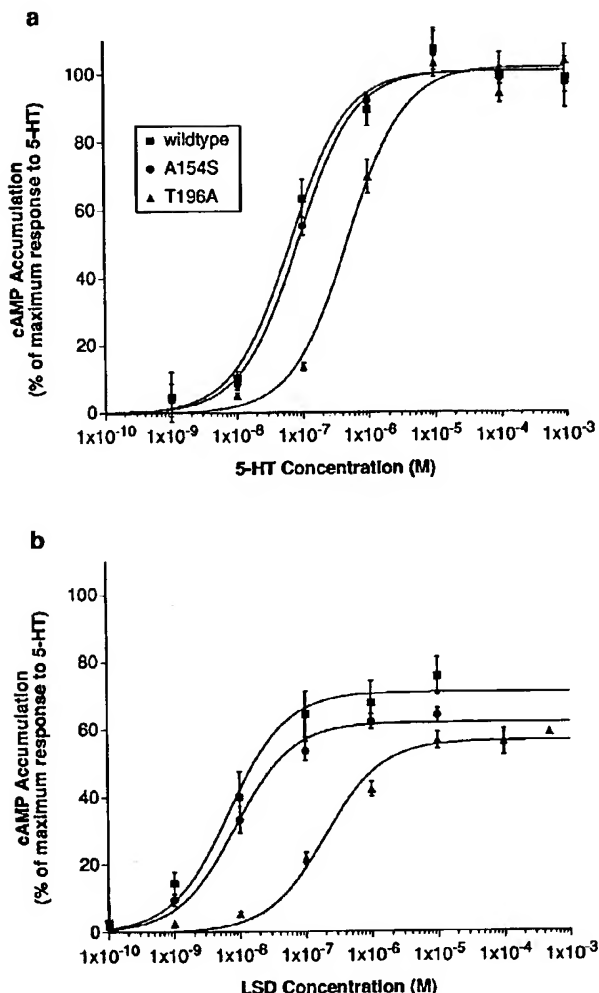 a
cAMP Accumulation
(% of maximum response to 5-HT)
100
80
60
40
20
0
■ wildtype
● A154S
▲ T196A
1x10-10 1x10-9 1x10-8 1x10-7 1x10-6 1x10-5 1x10-4 1x10-3
5-HT Concentration (M)
b
cAMP Accumulation
(% of maximum response to 5-HT)
100
80
60
40
20
0
1x10-10 1x10-9 1x10-8 1x10-7 1x10-6 1x10-5 1x10-4 1x10-3
LSD Concentration (M)